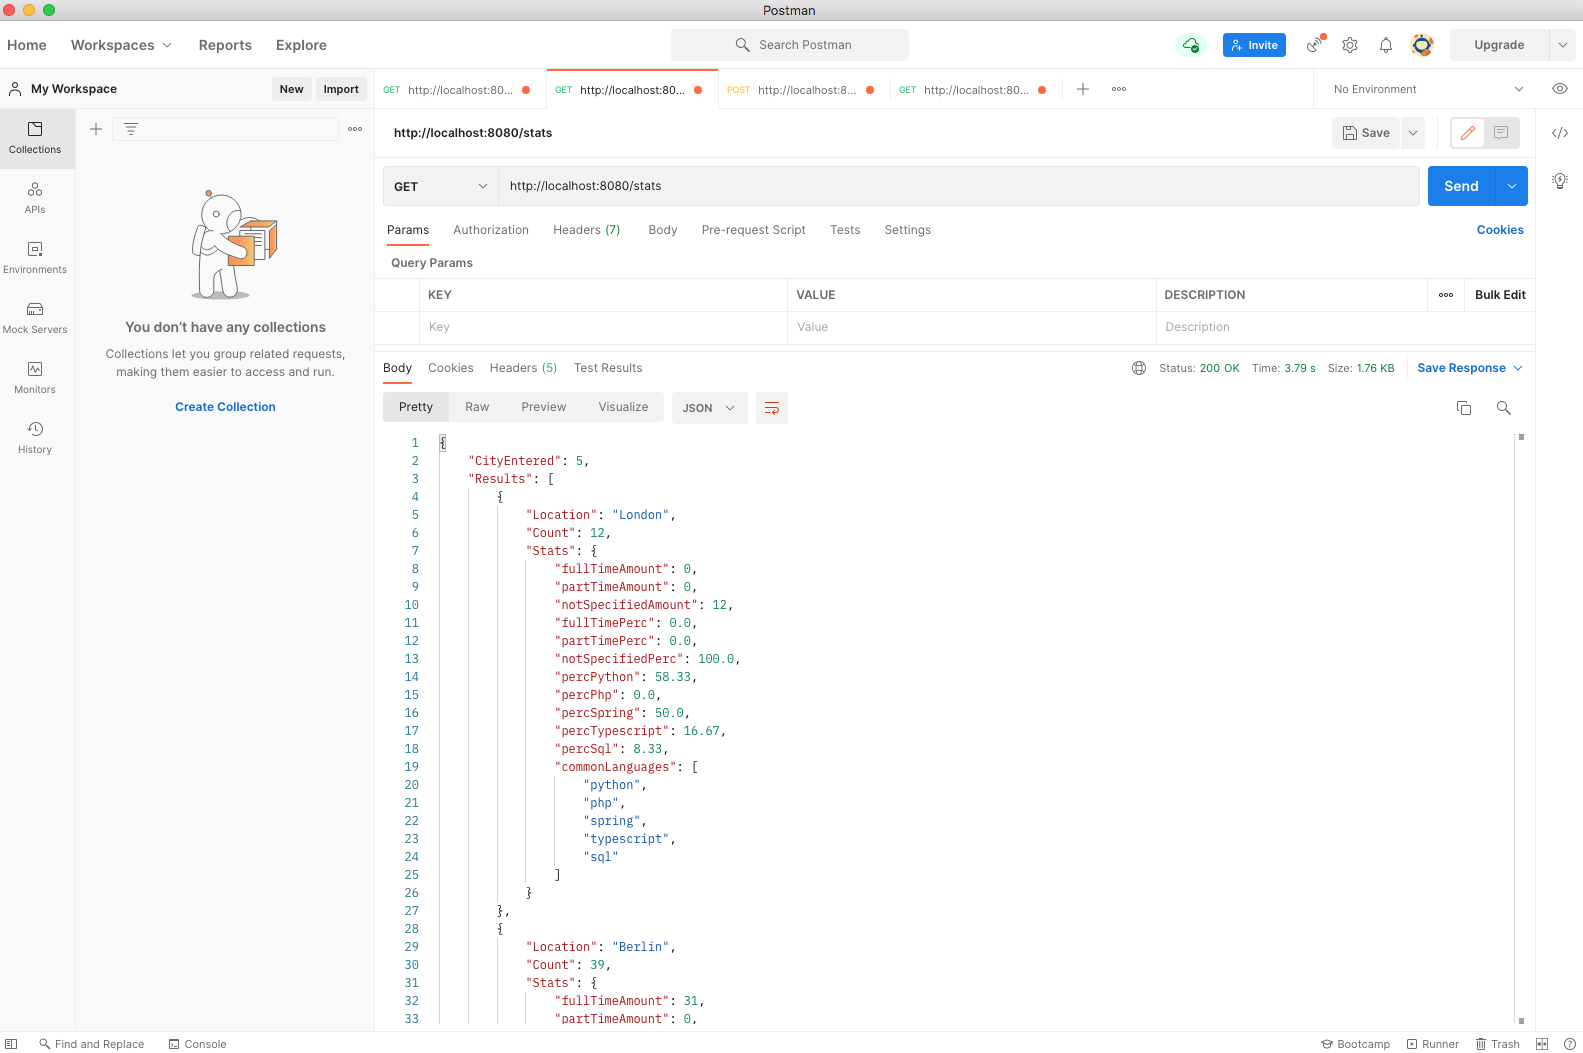 Postman
Home Workspaces Reports Explore Search Postman Invite Upgrade
My Workspace New Import GET http://localhost:80... GET http://localhost:80... POST http://localhost:8... GET http://localhost:80... No Environment
Collections
APIs
Environments
Mock Servers
Monitors
History
You don’t have any collections
Collections let you group related requests,
making them easier to access and run.
Create Collection
http://localhost:8080/stats Save
GET http://localhost:8080/stats Send
Params Authorization Headers (7) Body Pre-request Script Tests Settings Cookies
Query Params
KEY VALUE DESCRIPTION Bulk Edit
Key Value Description
Body Cookies Headers (5) Test Results Status: 200 OK Time: 3.79 s Size: 1.76 KB Save Response
Pretty Raw Preview Visualize JSON
1 {
2 "CityEntered": 5,
3 "Results": [
4 {
5 "Location": "London",
6 "Count": 12,
7 "Stats": {
8 "fullTimeAmount": 0,
9 "partTimeAmount": 0,
10 "notSpecifiedAmount": 12,
11 "fullTimePerc": 0.0,
12 "partTimePerc": 0.0,
13 "notSpecifiedPerc": 100.0,
14 "percPython": 58.33,
15 "percPhp": 0.0,
16 "percSpring": 50.0,
17 "percTypescript": 16.67,
18 "percSql": 8.33,
19 "commonLanguages": [
20 "python",
21 "php",
22 "spring",
23 "typescript",
24 "sql"
25 ]
26 }
27 },
28 {
29 "Location": "Berlin",
30 "Count": 39,
31 "Stats": {
32 "fullTimeAmount": 31,
33 "partTimeAmount": 0,
Find and Replace Console Bootcamp Runner Trash